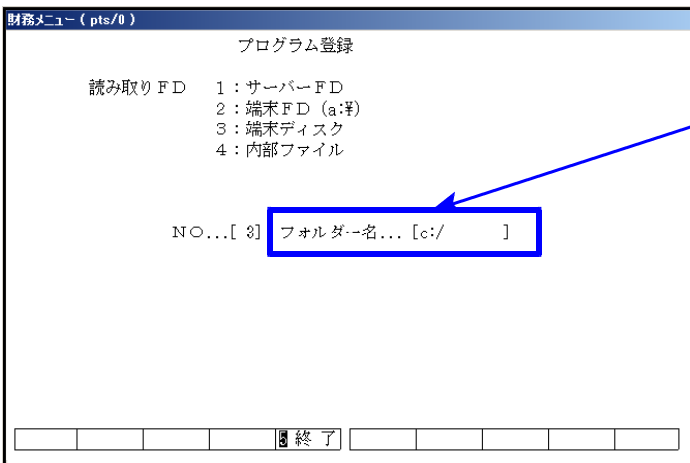 財務メニュー ( pts/0 )
プログラム登録
読み取りＦＤ　１：サーバーＦＤ
２：端末ＦＤ (a:¥)
３：端末ディスク
４：内部ファイル
ＮＯ...[ 3] フォルダー名... [c:/ ]
5 終 了